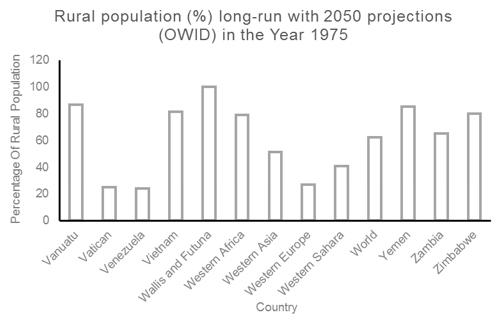 Rural population (%) long-run with 2050 projections
(OWID) in the Year 1975
Percentage Of Rural Population
120
100
80
60
40
20
0
Vanuatu
Vatican
Venezuela
Vietnam
Wallis and Futuna
Western Africa
Western Asia
Western Europe
Western Sahara
World
Yemen
Zambia
Zimbabwe
Country